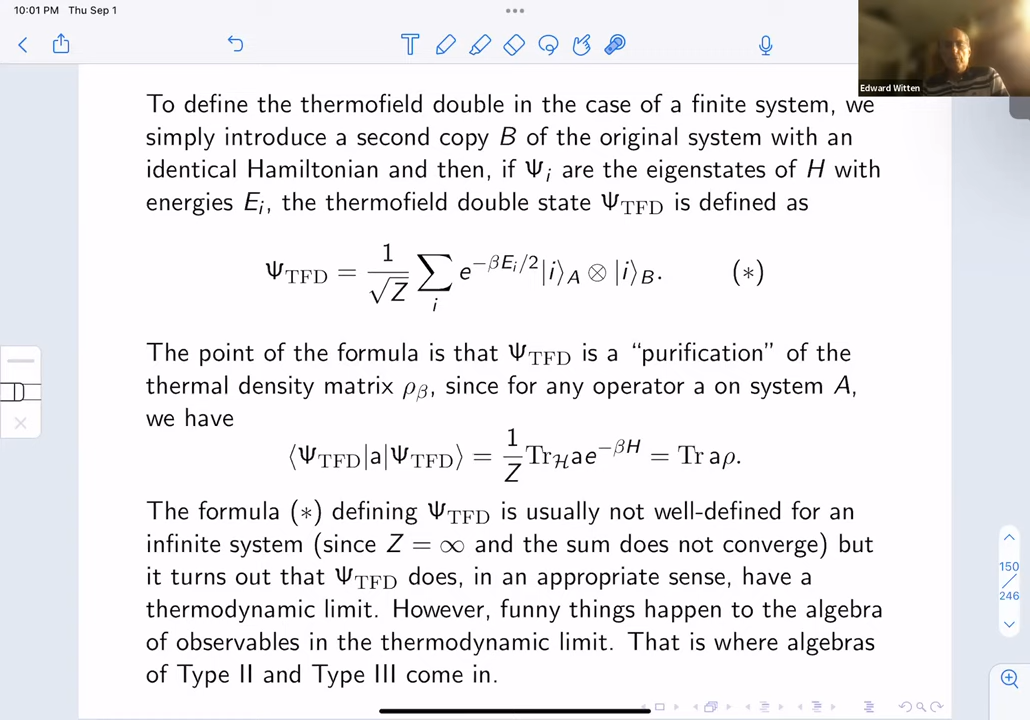 10:01 PM Thu Sep 1
Edward Witten
To define the thermofield double in the case of a finite system, we
simply introduce a second copy B of the original system with an
identical Hamiltonian and then, if Ψ_i are the eigenstates of H with
energies E_i, the thermofield double state Ψ_TFD is defined as
Ψ_TFD = 1/√Z ∑_i e^{−βE_i/2}|i⟩_A ⊗ |i⟩_B. (∗)
The point of the formula is that Ψ_TFD is a “purification” of the
thermal density matrix ρ_β, since for any operator a on system A,
we have
⟨Ψ_TFD|a|Ψ_TFD⟩ = 1/Z Tr_ℋ ae^{−βH} = Tr aρ.
The formula (∗) defining Ψ_TFD is usually not well-defined for an
infinite system (since Z = ∞ and the sum does not converge) but
it turns out that Ψ_TFD does, in an appropriate sense, have a
thermodynamic limit. However, funny things happen to the algebra
of observables in the thermodynamic limit. That is where algebras
of Type II and Type III come in.
150
/
246